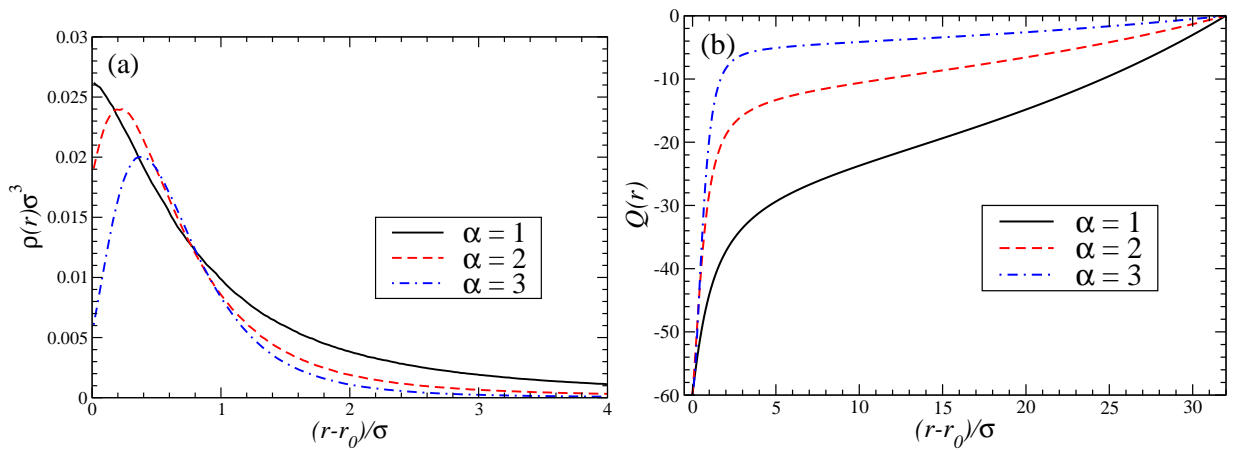 (a)
0.03
0.025
0.02
0.015
0.01
0.005
0
ρ(r)σ³
α = 1
α = 2
α = 3
0 1 2 3 4
(r-r₀)/σ
(b)
0
-10
-20
-30
-40
-50
-60
Q(r)
α = 1
α = 2
α = 3
0 5 10 15 20 25 30
(r-r₀)/σ